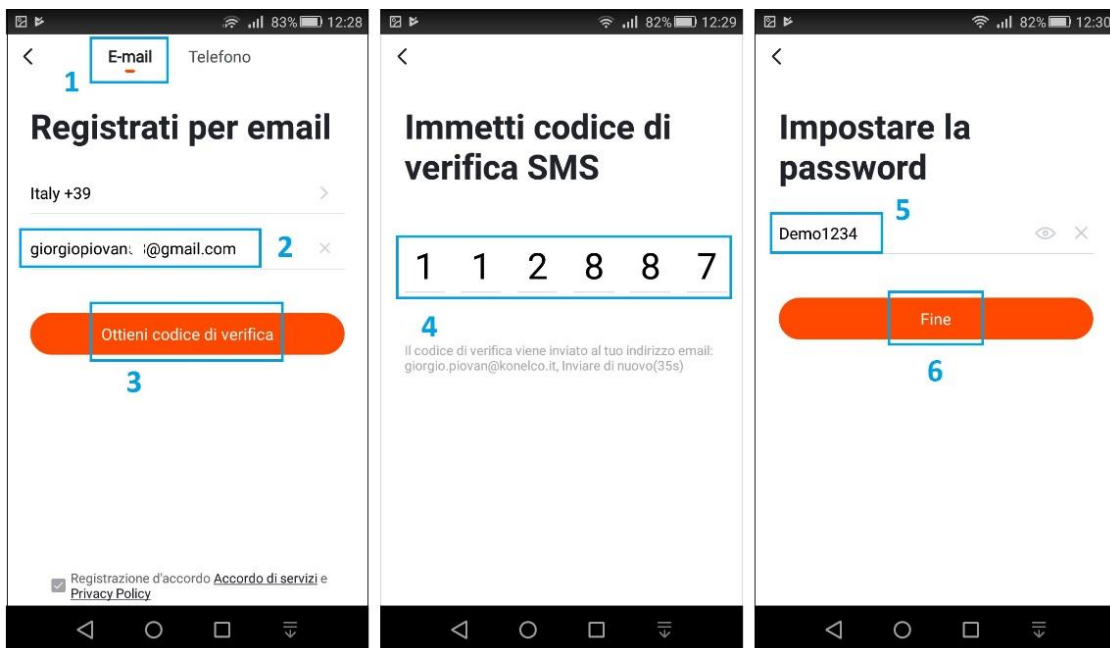 83% 12:28
E-mail Telefono
1
Registrati per email
Italy +39
giorgiopiovan @gmail.com 2
Ottieni codice di verifica
3
Registrazione d'accordo Accordo di servizi e
Privacy Policy
82% 12:29
Immetti codice di
verifica SMS
1 1 2 8 8 7
4
Il codice di verifica viene inviato al tuo indirizzo email:
giorgio.piovan@konelco.it, Inviare di nuovo(35s)
82% 12:30
Impostare la
password
5
Demo1234
Fine
6